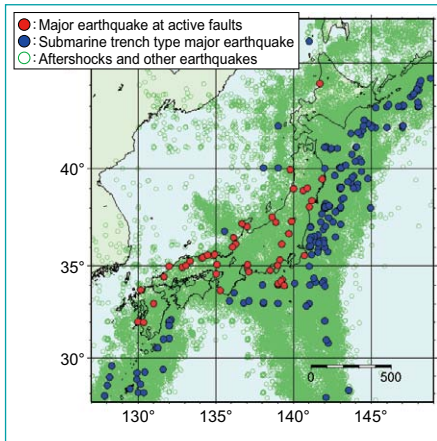 : Major earthquake at active faults
: Submarine trench type major earthquake
: Aftershocks and other earthquakes
40°
35°
30°
0 500
130° 135° 140° 145°